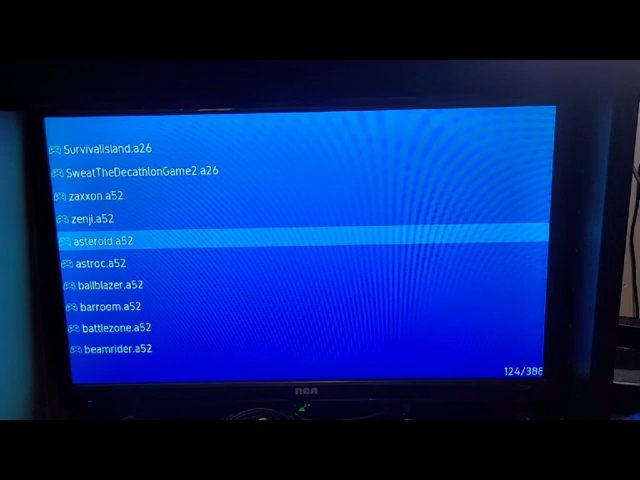 SurvivalIsland.a26
SweatTheDecathlonGame2.a26
zaxxon.a52
zenji.a52
asteroid.a52
astroc.a52
ballblazer.a52
barroom.a52
battlezone.a52
beamrider.a52
124/388
RCA